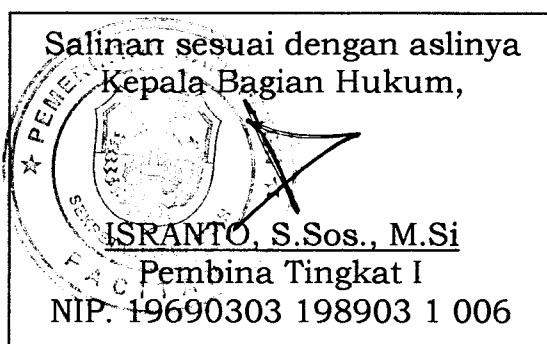 Salinan sesuai dengan aslinya
Kepala Bagian Hukum,
ISRANTO, S.Sos., M.Si
Pembina Tingkat I
NIP. 19690303 198903 1 006